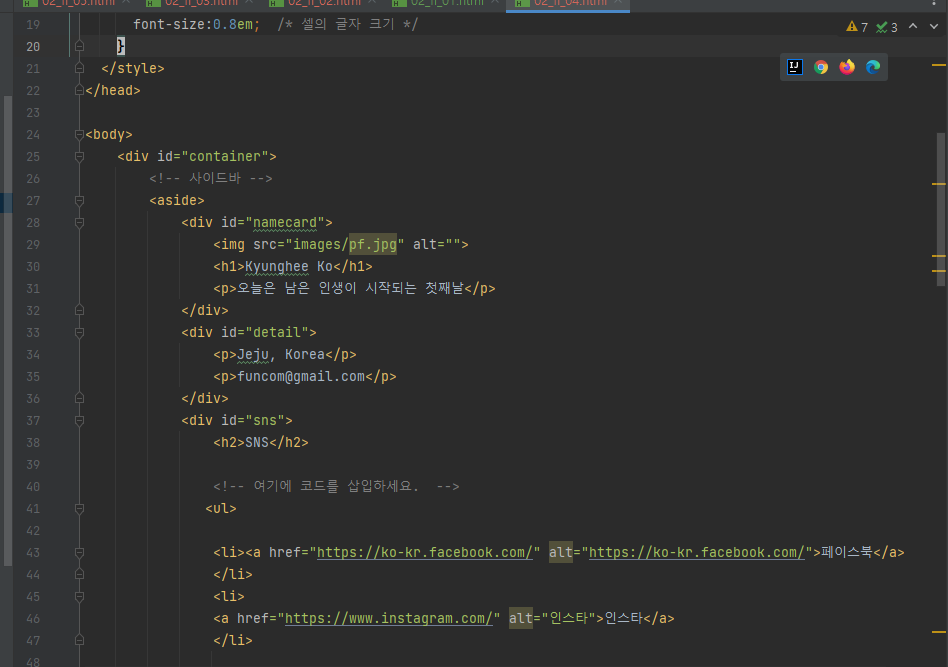 02_ff_03.html 02_ff_02.html 02_ff_01.html 02_ff_04.html
19 font-size:0.8em; /* 셀의 글자 크기 */
7 3
20 }
21 </style>
22 </head>
23
24 <body>
25 <div id="container">
26 <!-- 사이드바 -->
27 <aside>
28 <div id="namecard">
29 <img src="images/pf.jpg" alt="">
30 <h1>Kyunghee Ko</h1>
31 <p>오늘은 남은 인생이 시작되는 첫째날</p>
32 </div>
33 <div id="detail">
34 <p>Jeju, Korea</p>
35 <p>funcom@gmail.com</p>
36 </div>
37 <div id="sns">
38 <h2>SNS</h2>
39
40 <!-- 여기에 코드를 삽입하세요. -->
41 <ul>
42
43 <li><a href="https://ko-kr.facebook.com/" alt="https://ko-kr.facebook.com/">페이스북</a>
44 </li>
45 <li>
46 <a href="https://www.instagram.com/" alt="인스타">인스타</a>
47 </li>
48